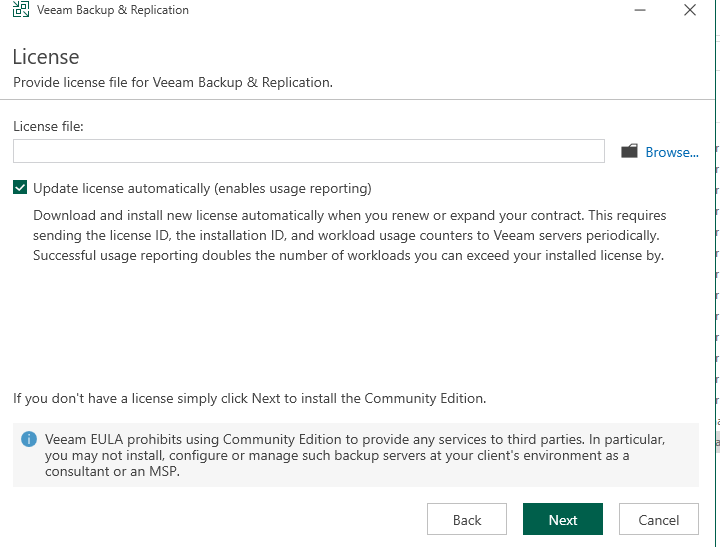 Veeam Backup & Replication
License
Provide license file for Veeam Backup & Replication.
License file:
Browse...
Update license automatically (enables usage reporting)
Download and install new license automatically when you renew or expand your contract. This requires
sending the license ID, the installation ID, and workload usage counters to Veeam servers periodically.
Successful usage reporting doubles the number of workloads you can exceed your installed license by.
If you don't have a license simply click Next to install the Community Edition.
Veeam EULA prohibits using Community Edition to provide any services to third parties. In particular,
you may not install, configure or manage such backup servers at your client's environment as a
consultant or an MSP.
Back
Next
Cancel